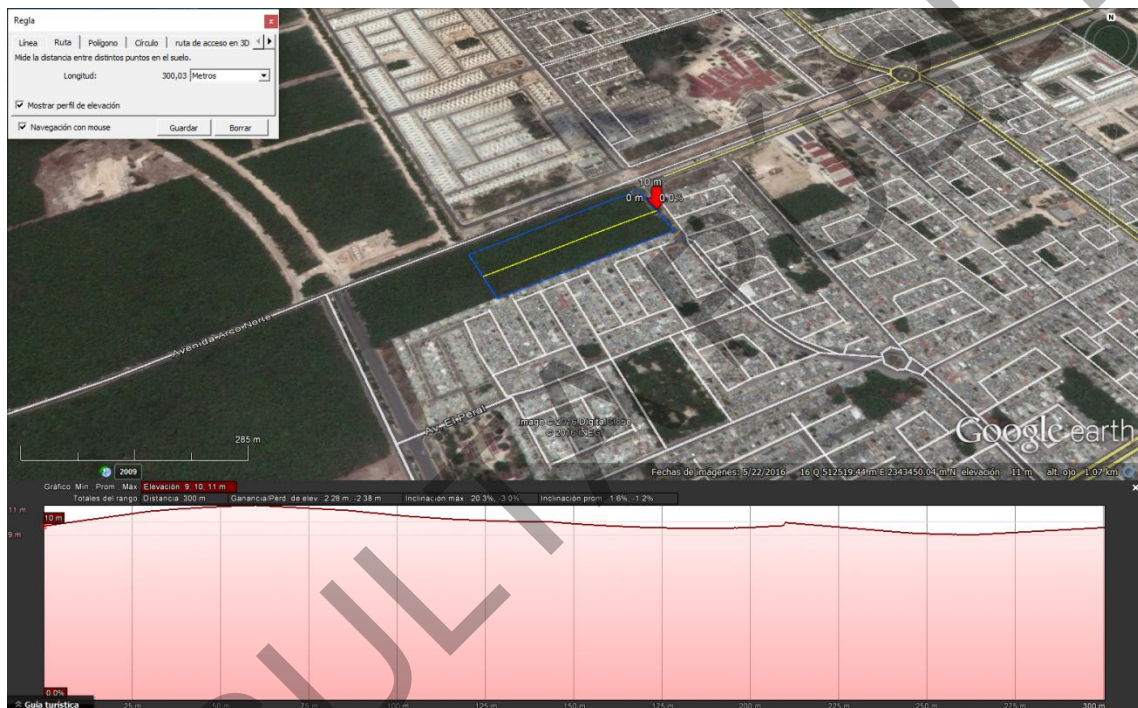 Regla
Línea Ruta Polígono Círculo ruta de acceso en 3D
Mide la distancia entre distintos puntos en el suelo.
Longitud: 300,03 Metros
Mostrar perfil de elevación
Navegación con mouse Guardar Borrar
N
10 m
0 m 0.0%
Avenida Arco Norte
Av. El Peral
285 m
Image © 2016 DigitalGlobe
© 2016 INEGI
Google earth
2009
Fechas de imágenes: 5/22/2016 16 Q 512519.44 m E 2343450.04 m N elevación 11 m alt. ojo 1.07 km
Gráfico Mín Prom. Máx Elevación 9, 10, 11 m
Totales del rango Distancia 300 m Ganancia/Pérd. de elev. 2.28 m, -2.38 m Inclinación máx. 20.3%, -3.0% Inclinación prom. 1.6%, -1.2%
11 m
10 m
9 m
0.0%
Guía turística 25 m 50 m 75 m 100 m 125 m 150 m 175 m 200 m 225 m 250 m 275 m 300 m